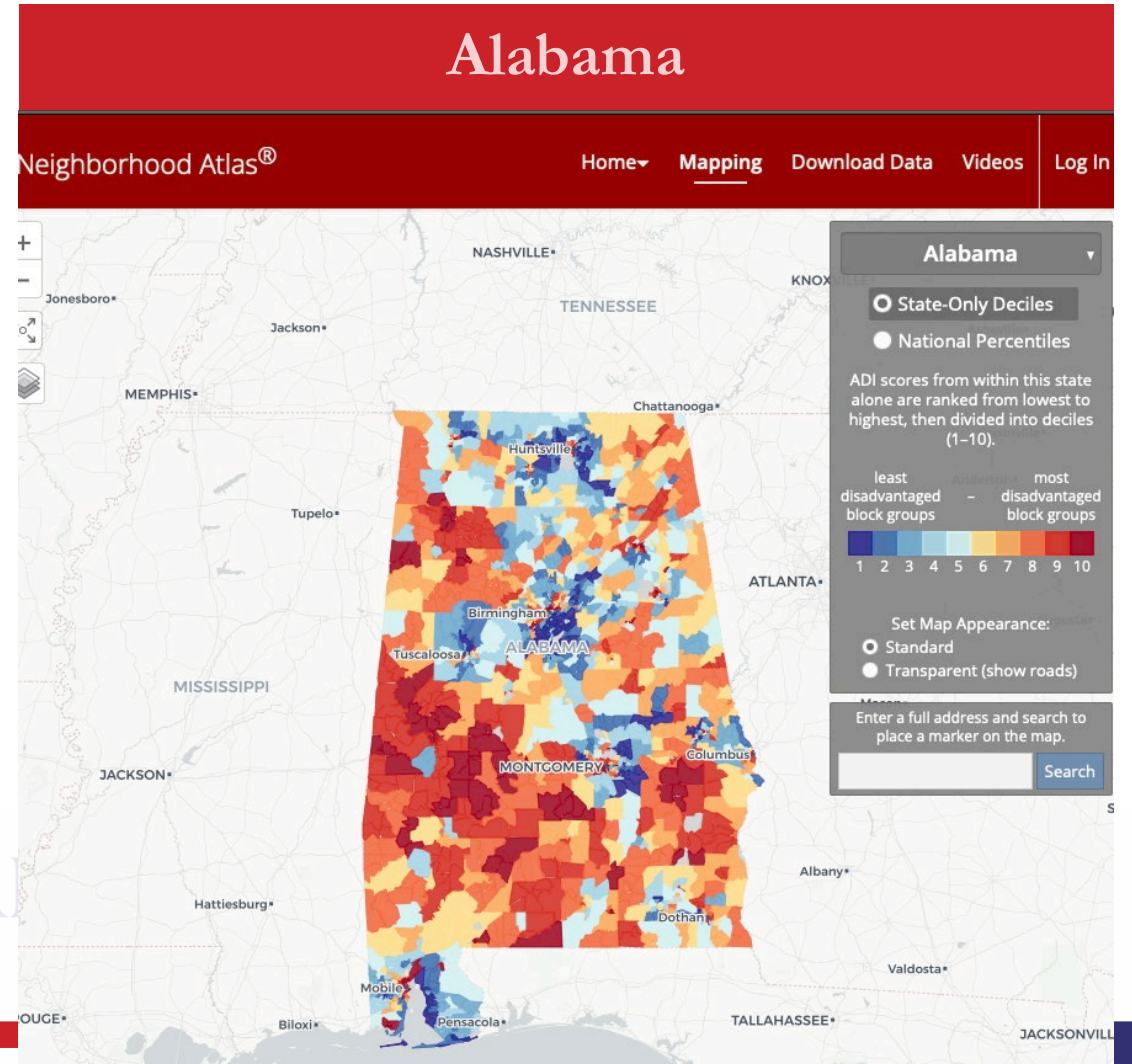 Alabama
Neighborhood Atlas®
Home▾ Mapping Download Data Videos Log In
+
−
Alabama ▾
State-Only Deciles
National Percentiles
ADI scores from within this state
alone are ranked from lowest to
highest, then divided into deciles
(1–10).
least
disadvantaged
block groups
–
most
disadvantaged
block groups
1 2 3 4 5 6 7 8 9 10
Set Map Appearance:
Standard
Transparent (show roads)
Enter a full address and search to
place a marker on the map.
Search
NASHVILLE
Jonesboro
TENNESSEE
Jackson
MEMPHIS
Chattanooga
Huntsville
Tupelo
ATLANTA
Birmingham
ALABAMA
Tuscaloosa
MISSISSIPPI
Columbus
MONTGOMERY
JACKSON
Albany
Hattiesburg
Dothan
Valdosta
Mobile
OUGE
Biloxi
Pensacola
TALLAHASSEE
JACKSONVILL